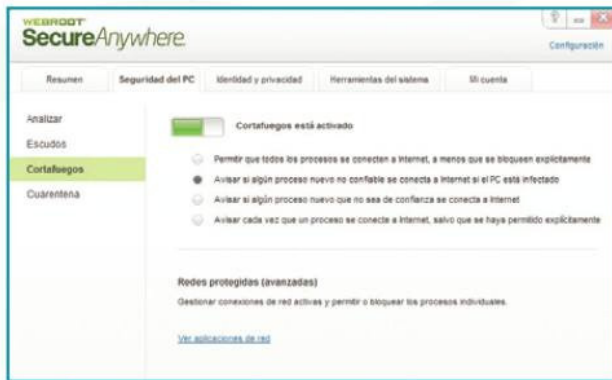 WEBROOT
SecureAnywhere
Configuración
Resumen
Seguridad del PC
Identidad y privacidad
Herramientas del sistema
Mi cuenta
Analizar
Escudos
Cortafuegos
Cuarentena
Cortafuegos está activado
Permitir que todos los procesos se conecten a Internet, a menos que se bloqueen explícitamente
Avisar si algún proceso nuevo no confiable se conecta a Internet si el PC está infectado
Avisar si algún proceso nuevo que no sea de confianza se conecta a Internet
Avisar cada vez que un proceso se conecte a Internet, salvo que se haya permitido explícitamente
Redes protegidas (avanzadas)
Gestionar conexiones de red activas y permitir o bloquear los procesos individuales.
Ver aplicaciones de red